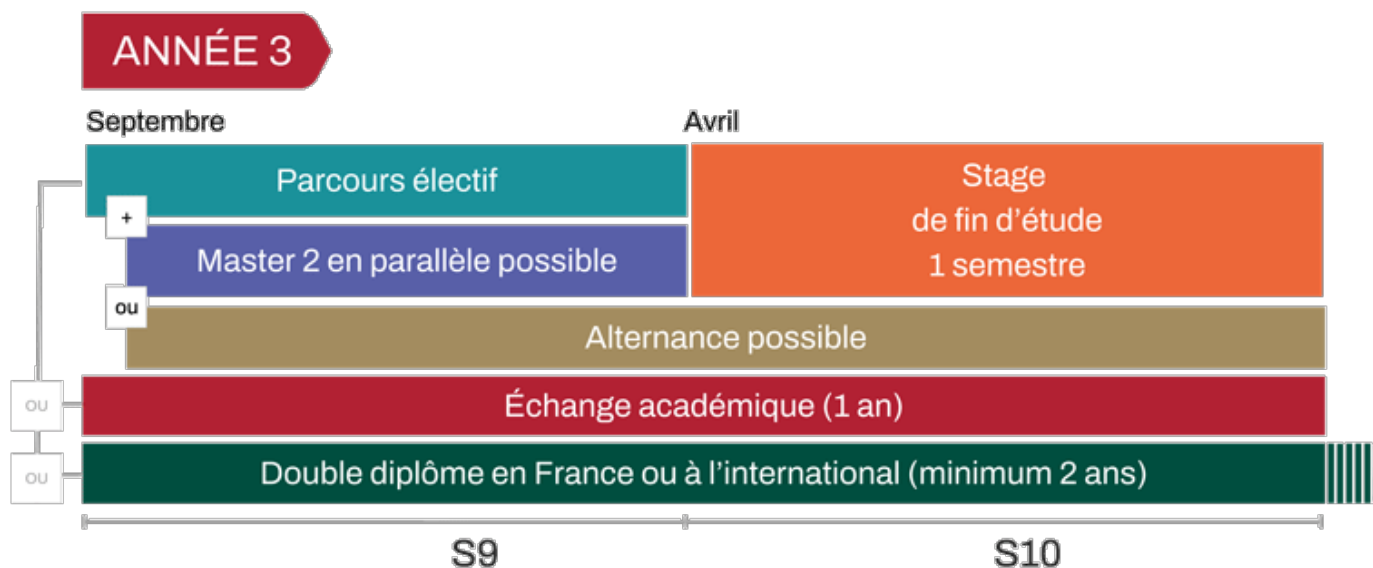 ANNÉE 3
Septembre
Avril
Parcours électif
+
Master 2 en parallèle possible
Stage
de fin d’étude
1 semestre
ou
Alternance possible
OU
Échange académique (1 an)
OU
Double diplôme en France ou à l’international (minimum 2 ans)
S9
S10